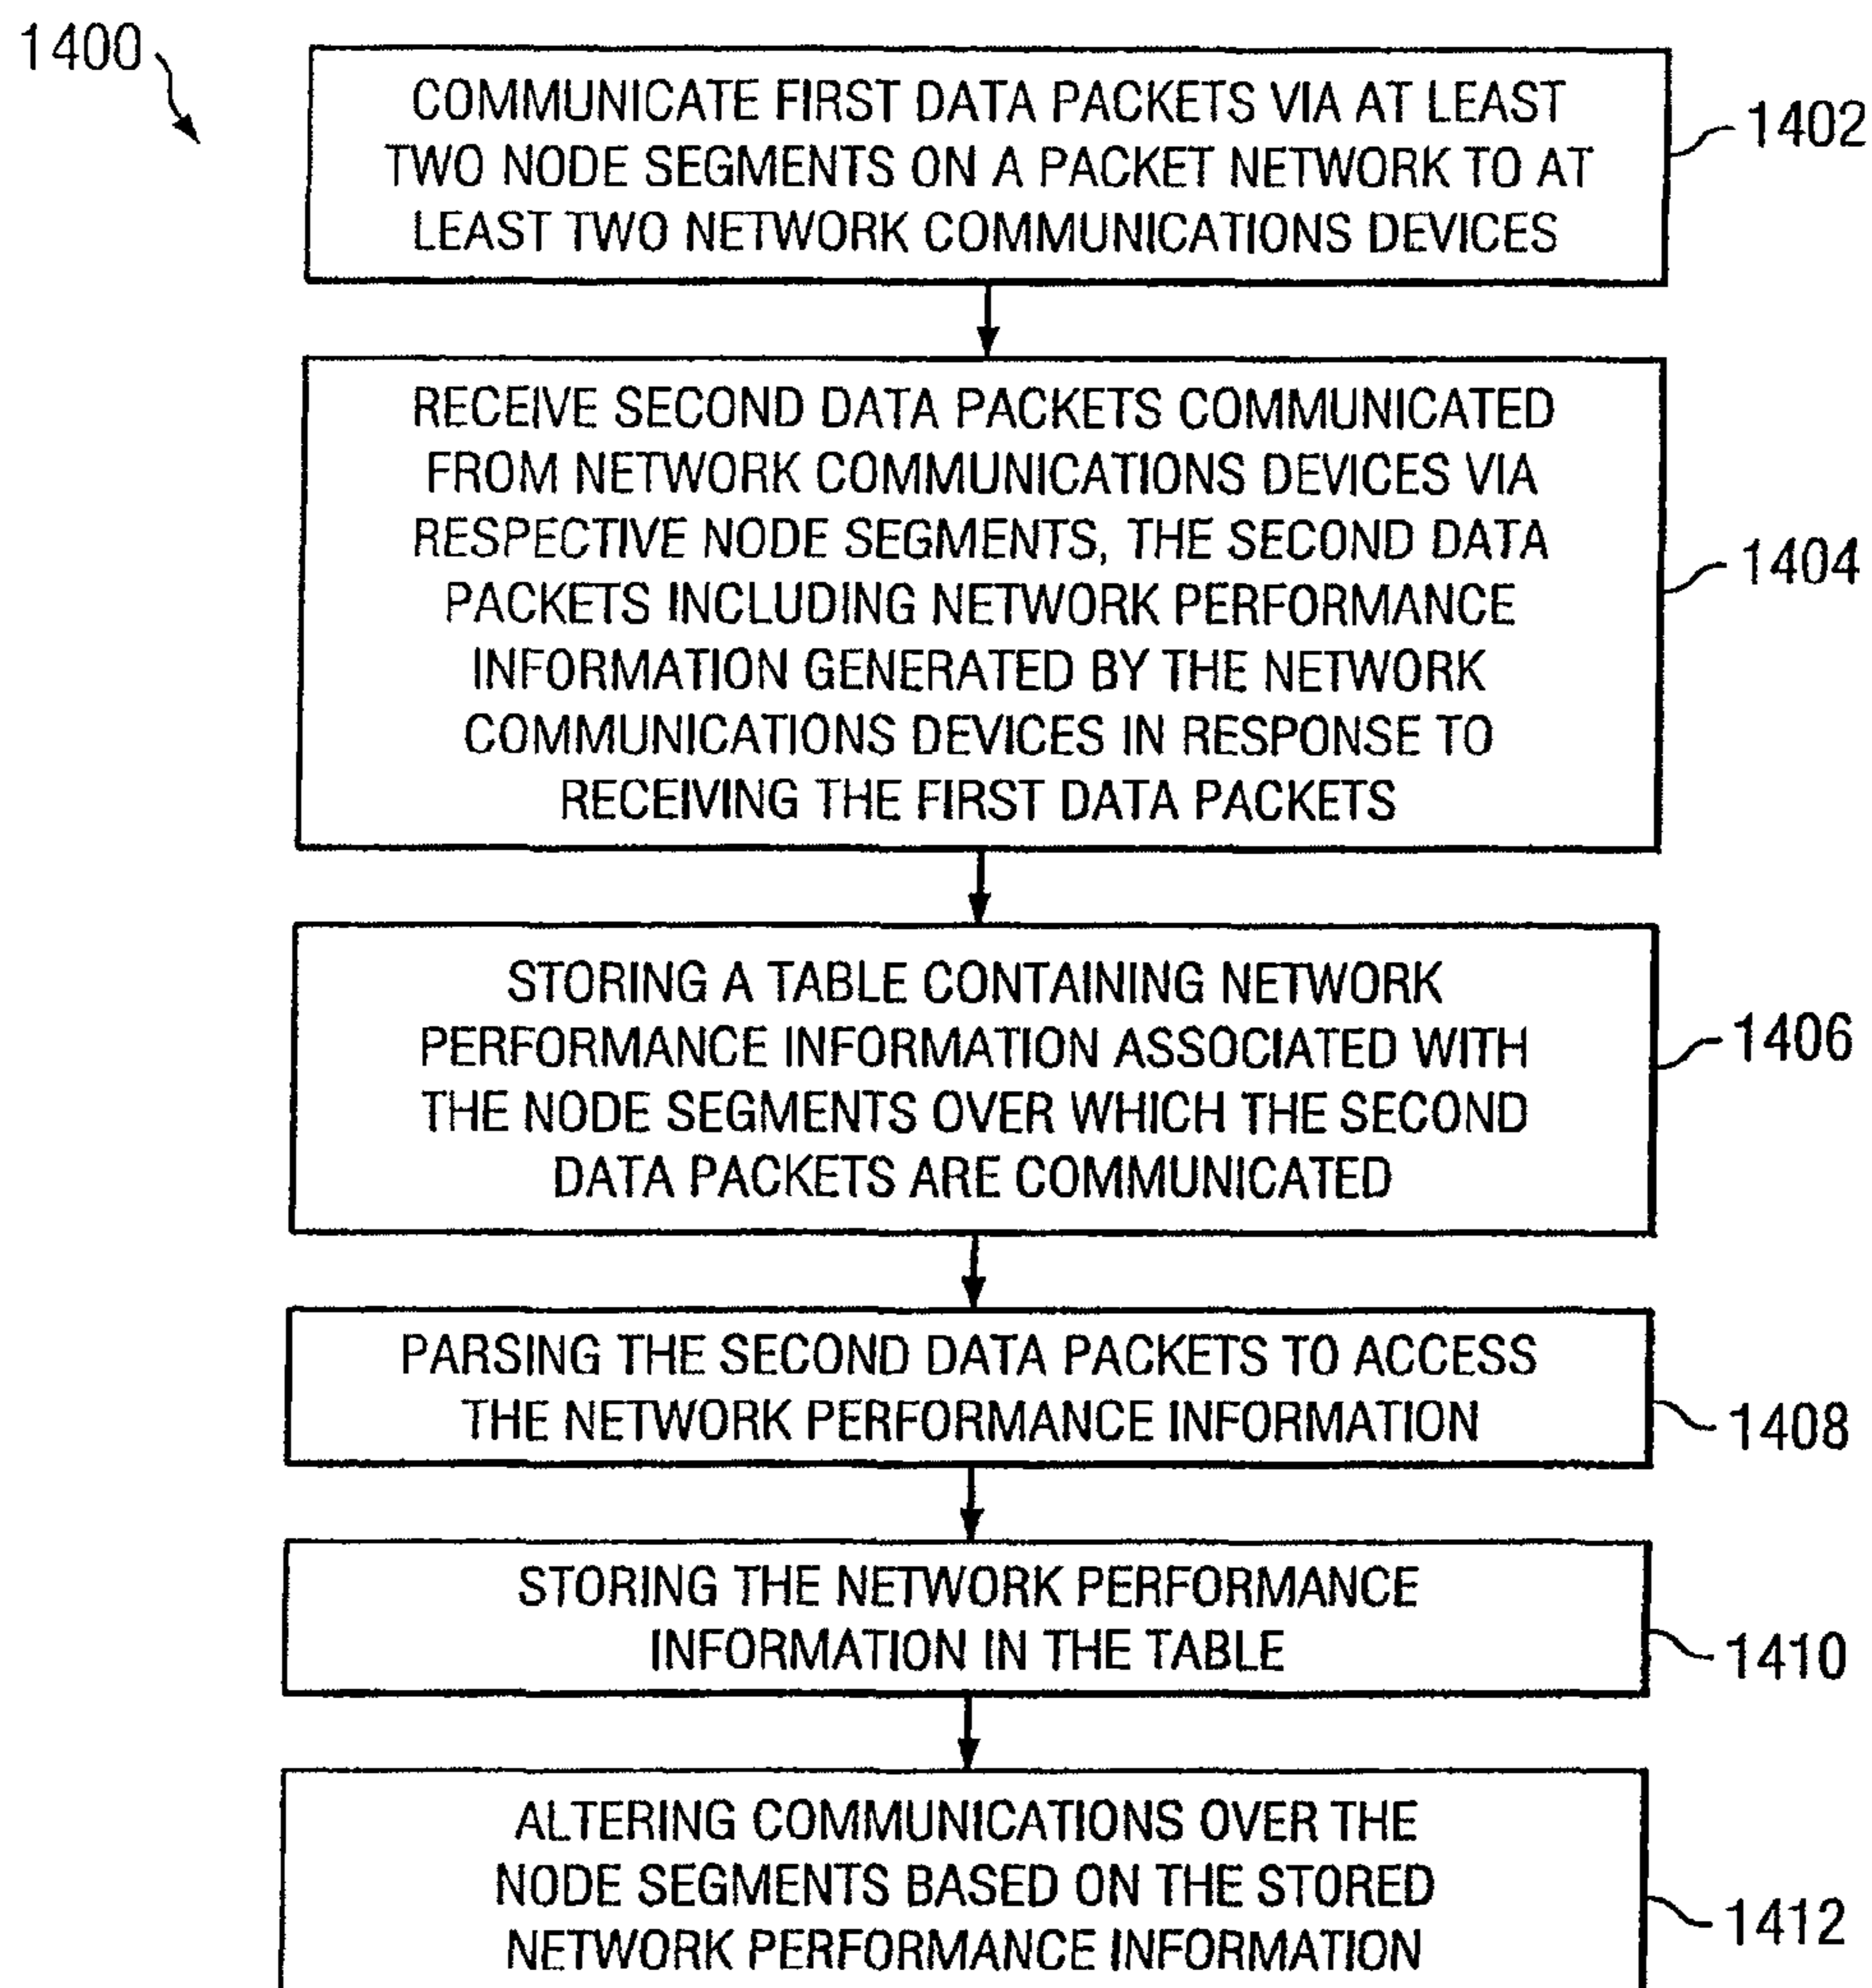 1400
COMMUNICATE FIRST DATA PACKETS VIA AT LEAST
TWO NODE SEGMENTS ON A PACKET NETWORK TO AT
LEAST TWO NETWORK COMMUNICATIONS DEVICES
1402
RECEIVE SECOND DATA PACKETS COMMUNICATED
FROM NETWORK COMMUNICATIONS DEVICES VIA
RESPECTIVE NODE SEGMENTS, THE SECOND DATA
PACKETS INCLUDING NETWORK PERFORMANCE
INFORMATION GENERATED BY THE NETWORK
COMMUNICATIONS DEVICES IN RESPONSE TO
RECEIVING THE FIRST DATA PACKETS
1404
STORING A TABLE CONTAINING NETWORK
PERFORMANCE INFORMATION ASSOCIATED WITH
THE NODE SEGMENTS OVER WHICH THE SECOND
DATA PACKETS ARE COMMUNICATED
1406
PARSING THE SECOND DATA PACKETS TO ACCESS
THE NETWORK PERFORMANCE INFORMATION
1408
STORING THE NETWORK PERFORMANCE
INFORMATION IN THE TABLE
1410
ALTERING COMMUNICATIONS OVER THE
NODE SEGMENTS BASED ON THE STORED
NETWORK PERFORMANCE INFORMATION
1412